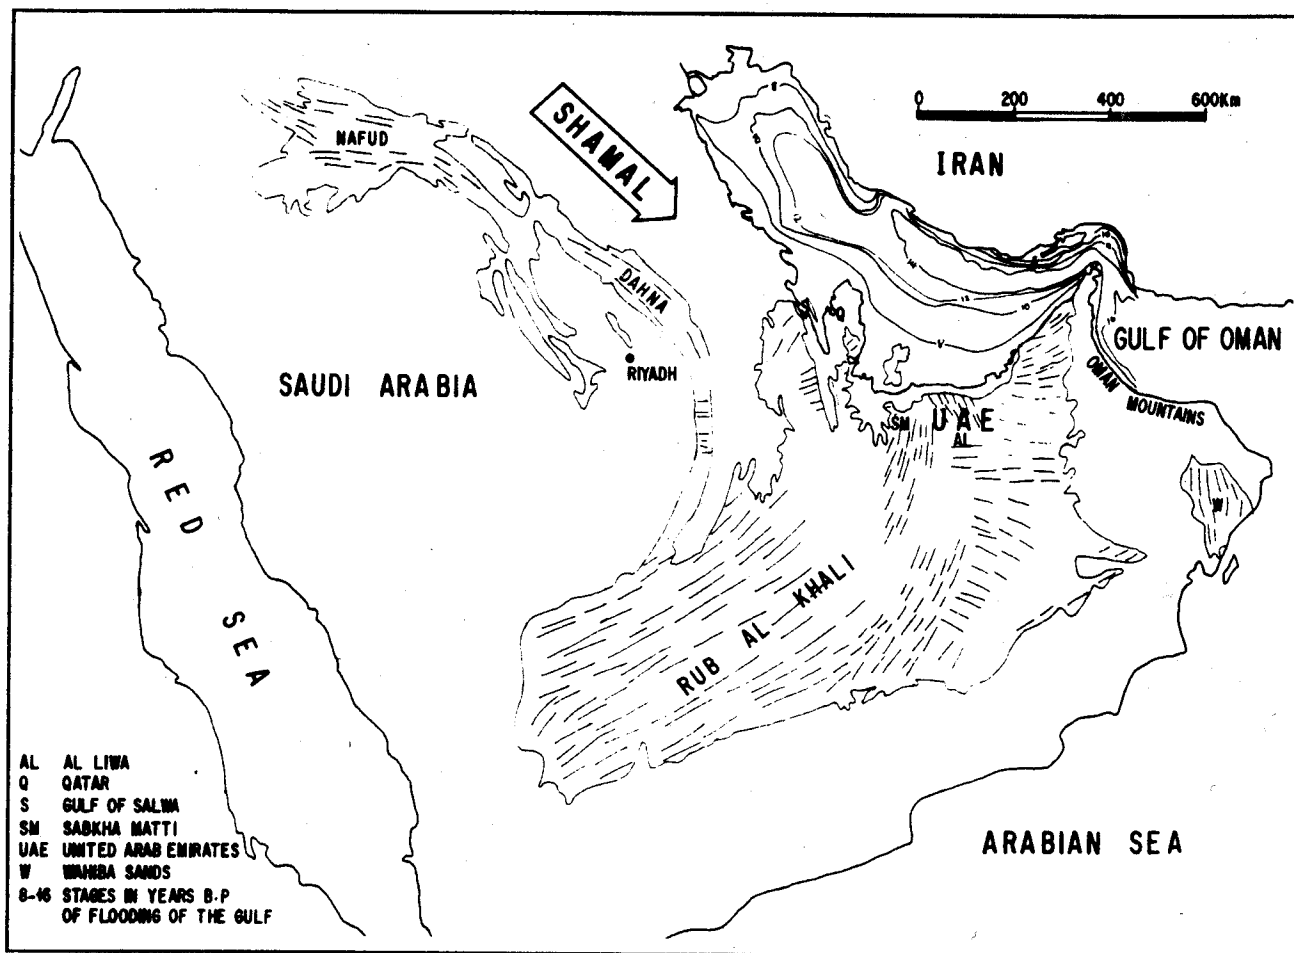 0 200 400 600Km
SHAMAL
NAFUD
IRAN
DAHNA
Q
S
GULF OF OMAN
RIYADH
SAUDI ARABIA
OMAN MOUNTAINS
SM
UAE
AL
RED SEA
W
RUB AL KHALI
AL AL LIWA
Q QATAR
S GULF OF SALWA
SM SABKHA MATTI
UAE UNITED ARAB EMIRATES
W WAHIBA SANDS
8-16 STAGES IN YEARS B.P
OF FLOODING OF THE GULF
ARABIAN SEA